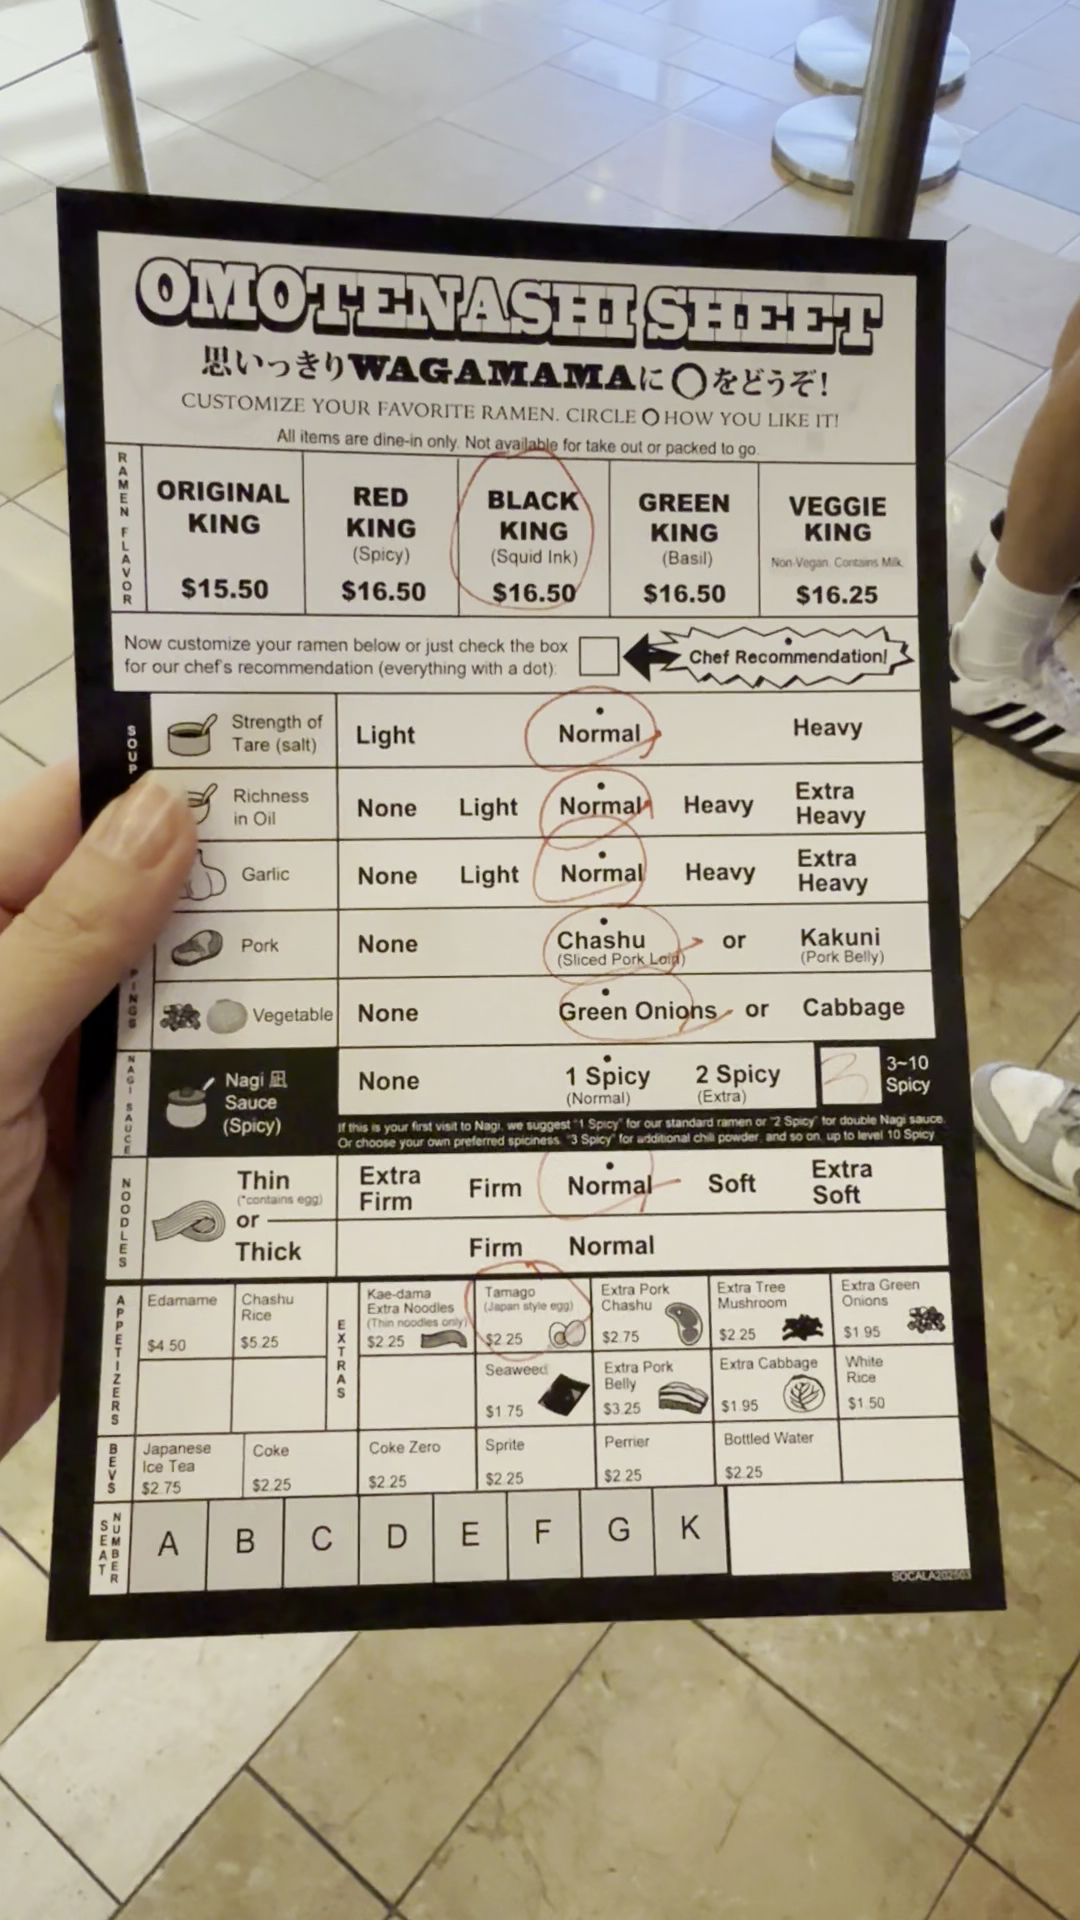 OMOTENASHI SHEET
思いっきりWAGAMAMAに〇をどうぞ!
CUSTOMIZE YOUR FAVORITE RAMEN. CIRCLE O HOW YOU LIKE IT!
All items are dine-in only. Not available for take out or packed to go.
RAMEN FLAVOR
ORIGINAL KING $15.50
RED KING (Spicy) $16.50
BLACK KING (Squid Ink) $16.50
GREEN KING (Basil) $16.50
VEGGIE KING Non-Vegan. Contains Milk. $16.25
Now customize your ramen below or just check the box
for our chef's recommendation (everything with a dot):
Chef Recommendation!
SOUP
Strength of Tare (salt) Light Normal Heavy
Richness in Oil None Light Normal Heavy Extra Heavy
Garlic None Light Normal Heavy Extra Heavy
PINGS
Pork None Chashu (Sliced Pork Loin) or Kakuni (Pork Belly)
Vegetable None Green Onions or Cabbage
NAGI SAUCE
Nagi 凪 Sauce (Spicy) None 1 Spicy (Normal) 2 Spicy (Extra) 3 3~10 Spicy
If this is your first visit to Nagi, we suggest "1 Spicy" for our standard ramen or "2 Spicy" for double Nagi sauce.
Or choose your own preferred spiciness. "3 Spicy" for additional chili powder, and so on, up to level 10 Spicy
NOODLES
Thin (*contains egg) Extra Firm Firm Normal Soft Extra Soft
or
Thick Firm Normal
APPETIZERS
Edamame $4.50
Chashu Rice $5.25
EXTRAS
Kae-dama Extra Noodles (Thin noodles only) $2.25
Tamago (Japan style egg) $2.25
Extra Pork Chashu $2.75
Extra Tree Mushroom $2.25
Extra Green Onions $1.95
Seaweed $1.75
Extra Pork Belly $3.25
Extra Cabbage $1.95
White Rice $1.50
BEVS
Japanese Ice Tea $2.75
Coke $2.25
Coke Zero $2.25
Sprite $2.25
Perrier $2.25
Bottled Water $2.25
SEAT NUMBER
A B C D E F G K